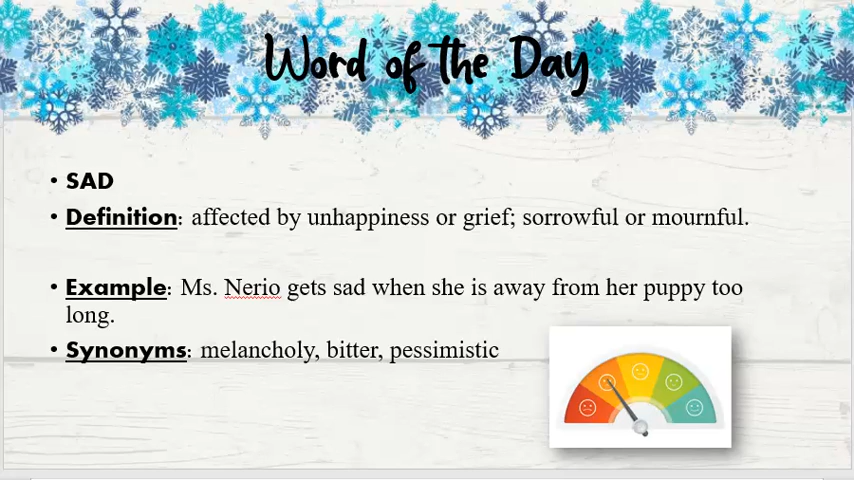 Word of the Day
• SAD
• Definition: affected by unhappiness or grief; sorrowful or mournful.
• Example: Ms. Nerio gets sad when she is away from her puppy too
long.
• Synonyms: melancholy, bitter, pessimistic